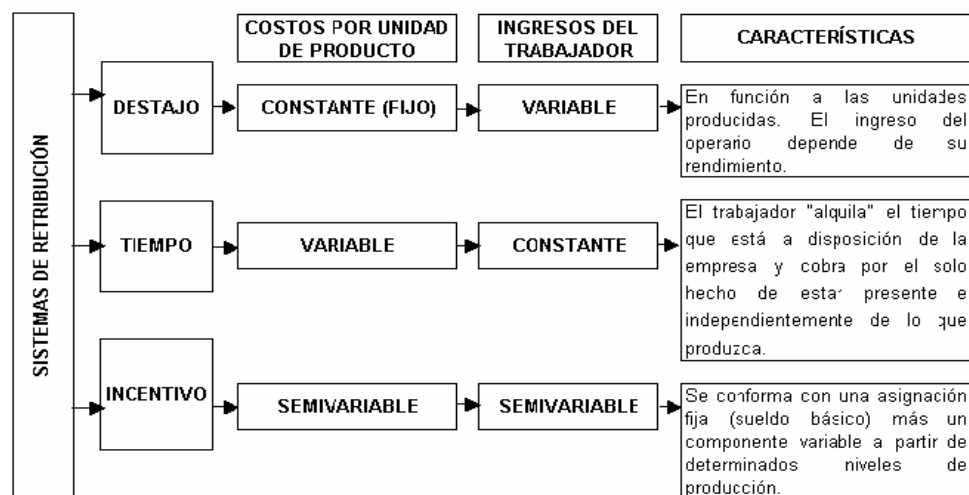 SISTEMAS DE RETRIBUCIÓN
COSTOS POR UNIDAD
DE PRODUCTO
INGRESOS DEL
TRABAJADOR
CARACTERÍSTICAS
DESTAJO
CONSTANTE (FIJO)
VARIABLE
En función a las unidades
producidas. El ingreso del
operario depende de su
rendimiento.
TIEMPO
VARIABLE
CONSTANTE
El trabajador "alquila" el tiempo
que está a disposición de la
empresa y cobra por el solo
hecho de estar presente e
independientemente de lo que
produzca.
INCENTIVO
SEMIVARIABLE
SEMIVARIABLE
Se conforma con una asignación
fija (sueldo básico) más un
componente variable a partir de
determinados niveles de
producción.